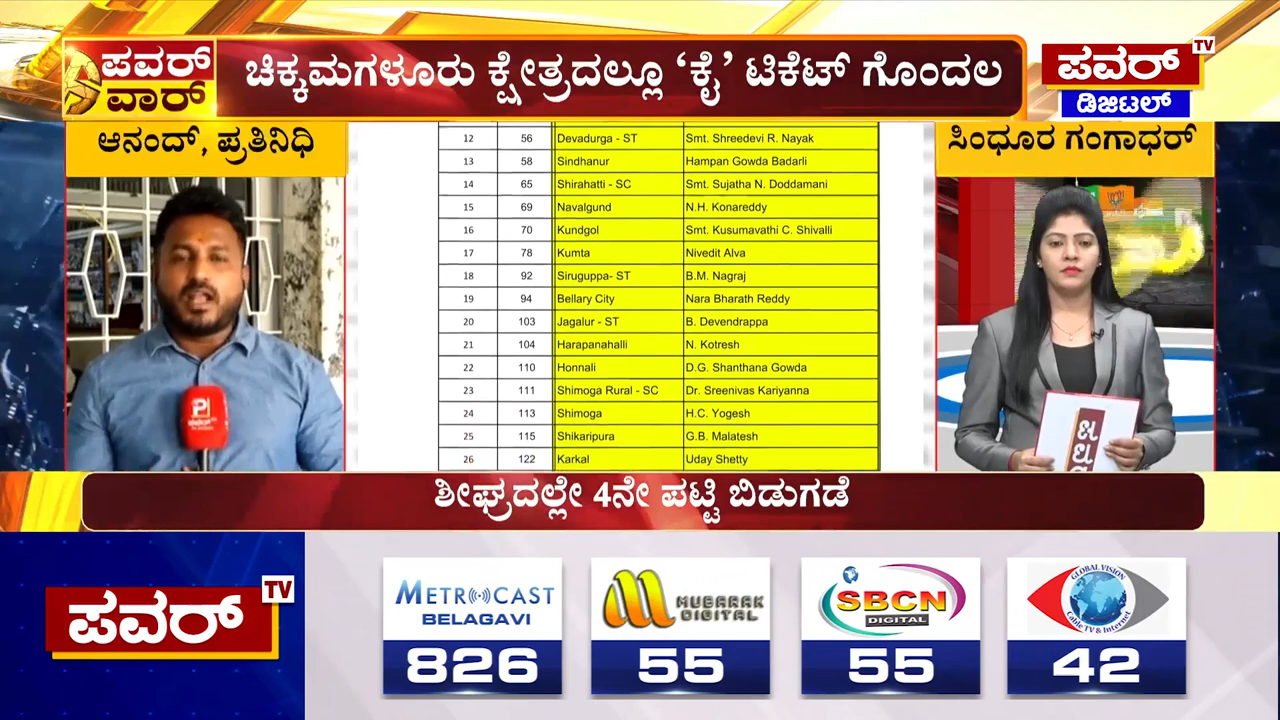 ಪವರ್
ವಾರ್
ಚಿಕ್ಕಮಗಳೂರು ಕ್ಷೇತ್ರದಲ್ಲೂ ‘ಕೈ’ ಟಿಕೆಟ್ ಗೊಂದಲ
ಪವರ್ TV
ಡಿಜಿಟಲ್
ಆನಂದ್, ಪ್ರತಿನಿಧಿ
ಸಿಂಧೂರ ಗಂಗಾಧರ್
12 56 Devadurga - ST Smt. Shreedevi R. Nayak
13 58 Sindhanur Hampan Gowda Badarli
14 65 Shirahatti - SC Smt. Sujatha N. Doddamani
15 69 Navalgund N.H. Konareddy
16 70 Kundgol Smt. Kusumavathi C. Shivalli
17 78 Kumta Nivedit Alva
18 92 Siruguppa- ST B.M. Nagraj
19 94 Bellary City Nara Bharath Reddy
20 103 Jagalur - ST B. Devendrappa
21 104 Harapanahalli N. Kotresh
22 110 Honnali D.G. Shanthana Gowda
23 111 Shimoga Rural - SC Dr. Sreenivas Kariyanna
24 113 Shimoga H.C. Yogesh
25 115 Shikaripura G.B. Malatesh
26 122 Karkal Uday Shetty
ಶೀಘ್ರದಲ್ಲೇ 4ನೇ ಪಟ್ಟಿ ಬಿಡುಗಡೆ
ಪವರ್ TV
METROCAST
BELAGAVI
826
MUBARAK
DIGITAL
55
SBCN
DIGITAL
55
GLOBAL VISION
Cable TV & Internet
42